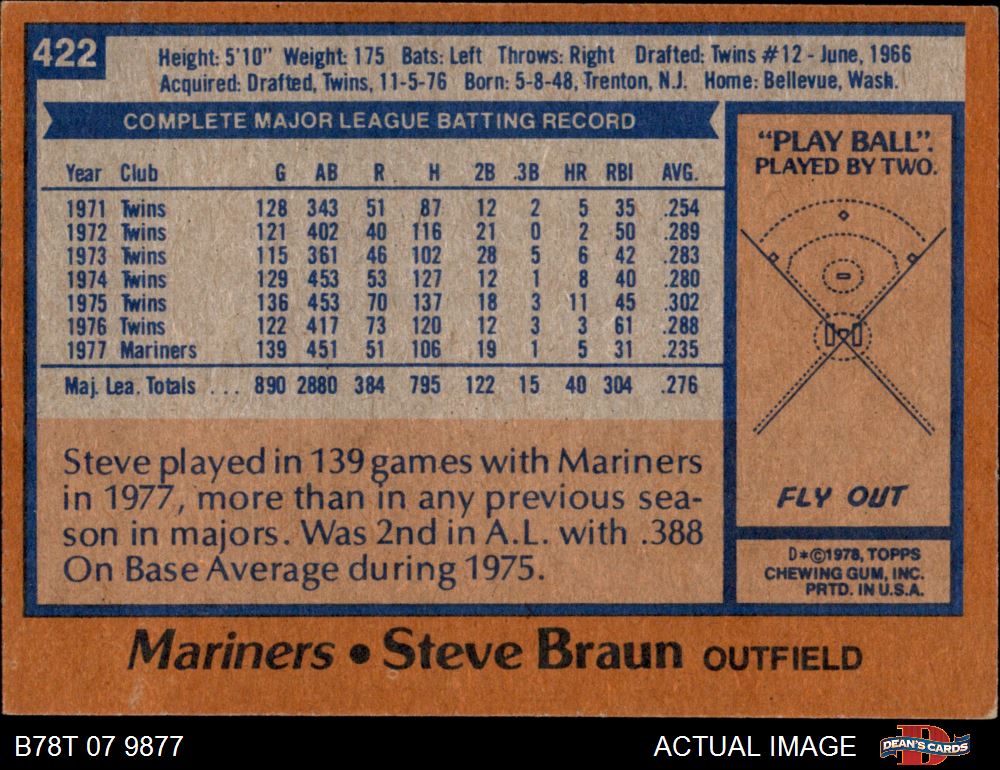 422
Height: 5'10" Weight: 175 Bats: Left Throws: Right Drafted: Twins #12 - June, 1966
Acquired: Drafted, Twins, 11-5-76 Born: 5-8-48, Trenton, N.J. Home: Bellevue, Wash.
COMPLETE MAJOR LEAGUE BATTING RECORD
Year Club G AB R H 2B 3B HR RBI AVG.
1971 Twins 128 343 51 87 12 2 5 35 .254
1972 Twins 121 402 40 116 21 0 2 50 .289
1973 Twins 115 361 46 102 28 5 6 42 .283
1974 Twins 129 453 53 127 12 1 8 40 .280
1975 Twins 136 453 70 137 18 3 11 45 .302
1976 Twins 122 417 73 120 12 3 3 61 .288
1977 Mariners 139 451 51 106 19 1 5 31 .235
Maj. Lea. Totals ... 890 2880 384 795 122 15 40 304 .276
Steve played in 139 games with Mariners
in 1977, more than in any previous sea-
son in majors. Was 2nd in A.L. with .388
On Base Average during 1975.
"PLAY BALL".
PLAYED BY TWO.
FLY OUT
D*©1978, TOPPS
CHEWING GUM, INC.
PRTD. IN U.S.A.
Mariners • Steve Braun OUTFIELD
B78T 07 9877
ACTUAL IMAGE
D
DEAN'S CARDS